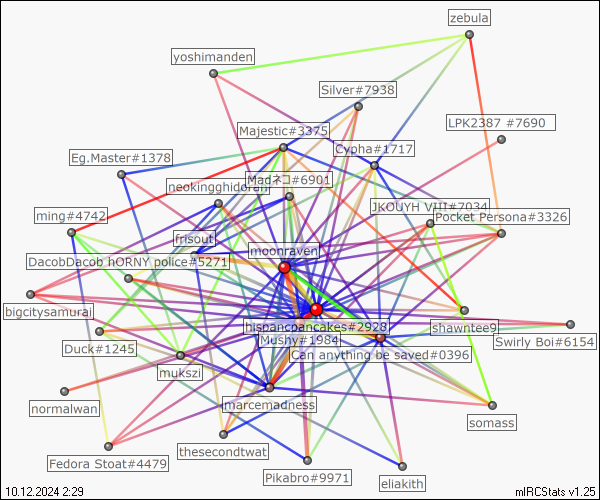 zebula
yoshimanden
Silver#7938
LPK2387 #7690
Majestic#3375
Cypha#1717
Eg.Master#1378
Madネコ#6901
neokingghidorah
JKOUYH VIII#7034
ming#4742
Pocket Persona#3326
frisout
moonraven
DacobDacob hORNY police#5271
bigcitysamurai
hispancpancakes#2928
shawntee9
Mushy#1984
Swirly Boi#6154
Duck#1245
Can anything be saved#0396
mukszi
normalwan
marcemadness
somass
thesecondtwat
Fedora Stoat#4479
Pikabro#9971
eliakith
10.12.2024 2:29
mIRCStats v1.25